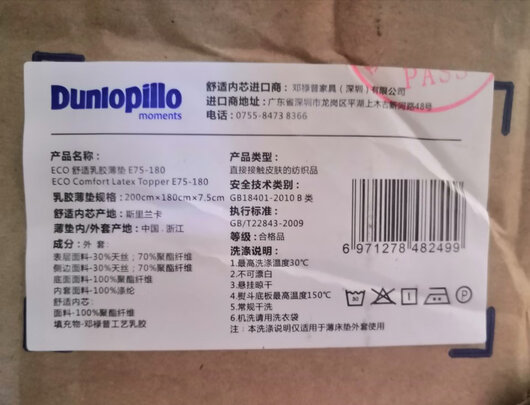 PASS
Dunlopillo
moments
舒适内芯进口商：邓禄普家具（深圳）有限公司
进口商地址：广东省深圳市龙岗区平湖上木古新河路48号
电话：0755-8473 8366
产品名称：
ECO 舒适乳胶薄垫 E75-180
ECO Comfort Latex Topper E75-180
乳胶薄垫规格：200cm×180cm×7.5cm
舒适内芯产地：斯里兰卡
薄垫内/外套产地：中国.浙江
成分：外 套：
表层面料-30%天丝；70%聚酯纤维
侧边面料-30%天丝；70%聚酯纤维
底面面料-100%聚酯纤维
内套面料-100%涤纶
舒适内芯：
面料-100%聚酯纤维
填充物-邓禄普工艺乳胶
产品类型：
直接接触皮肤的纺织品
安全技术类别：
GB18401-2010 B 类
执行标准：
GB/T22843-2009
等级：合格品
洗涤说明：
1.最高洗涤温度30℃
2.不可漂白
3.悬挂晾干
4.熨斗底板最高温度150℃
5.常规干洗
6.机洗请用洗衣袋
注：本洗涤说明仅适用于薄床垫外套使用
6 971278 482499